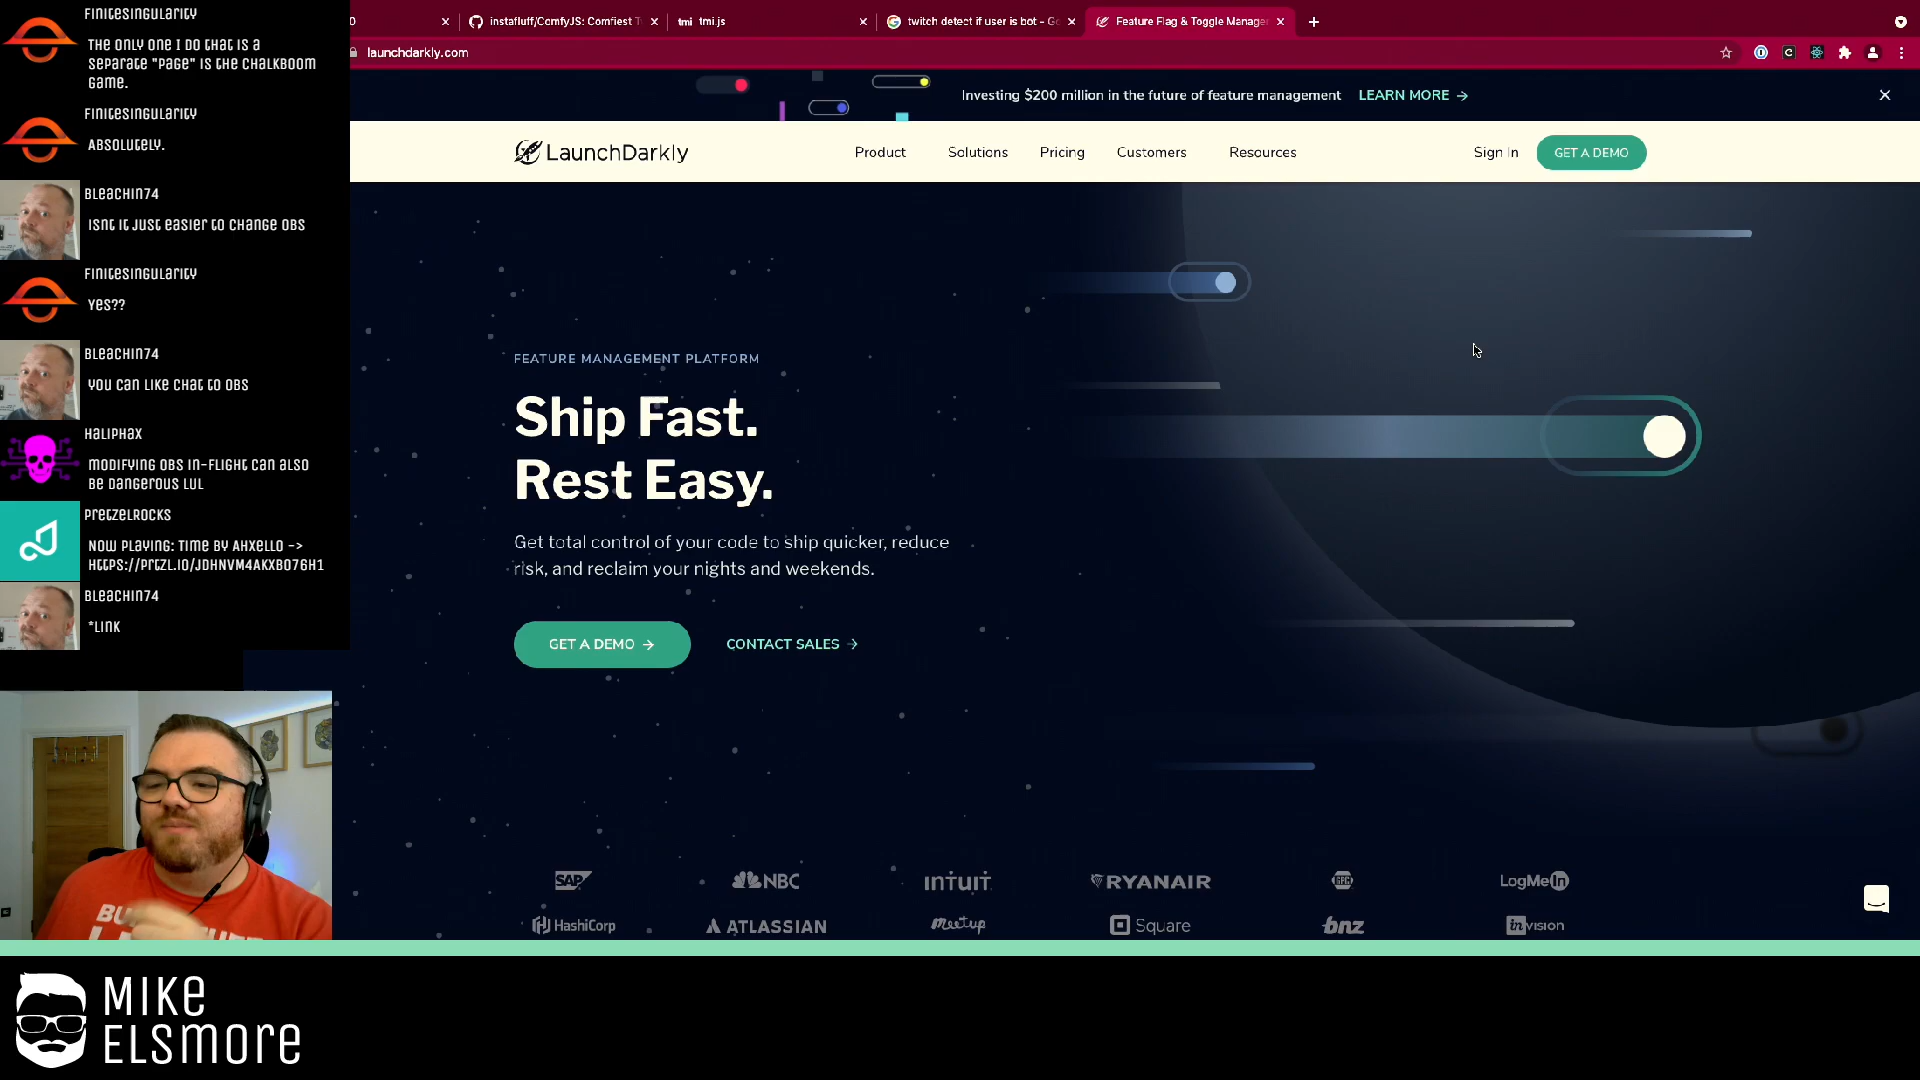 Finitesingularity
The only one I do that is a
separate "page" is the chalkboom
game.
Finitesingularity
Absolutely.
Bleachin74
isnt it just easier to change OBS
Finitesingularity
Yes??
Bleachin74
you can like chat to OBS
Haliphax
modifying OBS in-flight can also
be dangerous LUL
PretzelRocks
Now Playing: Time by Ahxello ->
Bleachin74
*link
instafluff/ComfyJS: Comfiest T
tmi tmi.js
twitch detect if user is bot - Go
Feature Flag & Toggle Manage
launchdarkly.com
Investing $200 million in the future of feature management LEARN MORE →
LaunchDarkly
Product Solutions Pricing Customers Resources
Sign In GET A DEMO
FEATURE MANAGEMENT PLATFORM
Ship Fast.
Rest Easy.
Get total control of your code to ship quicker, reduce
risk, and reclaim your nights and weekends.
GET A DEMO →
CONTACT SALES →
SAP NBC INTUIT RYANAIR LogMeIn
HashiCorp ATLASSIAN Meetup Square bnz invision
Mike
Elsmore